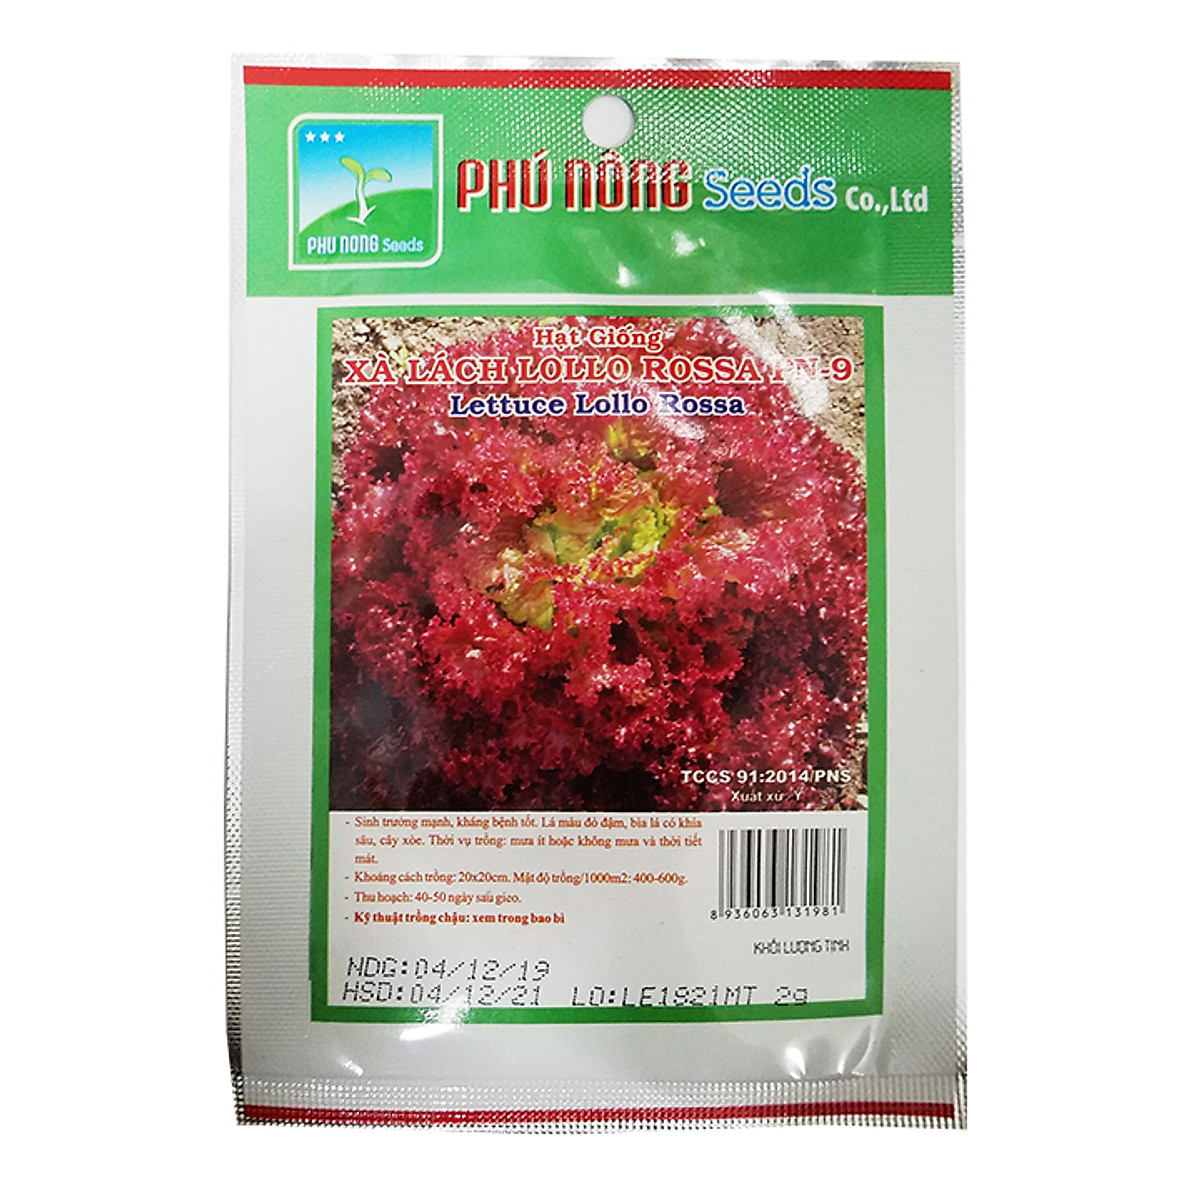 PHU NONG Seeds
PHÚ NÔNG Seeds Co.,Ltd
Hạt Giống
XÀ LÁCH LOLLO ROSSA PN-9
Lettuce Lollo Rossa
TCCS 91:2014/PNS
Xuất xứ: Ý
- Sinh trưởng mạnh, kháng bệnh tốt. Lá màu đỏ đậm, bìa lá có khía
sâu, cây xòe. Thời vụ trồng: mưa ít hoặc không mưa và thời tiết
mát.
- Khoảng cách trồng: 20x20cm. Mật độ trồng/1000m2: 400-600g.
- Thu hoạch: 40-50 ngày sau gieo.
- Kỹ thuật trồng chậu: xem trong bao bì
8 936063 131981
KHỐI LƯỢNG TỊNH
NDG:04/12/19
HSD:04/12/21 LO:LE1821MT 2g